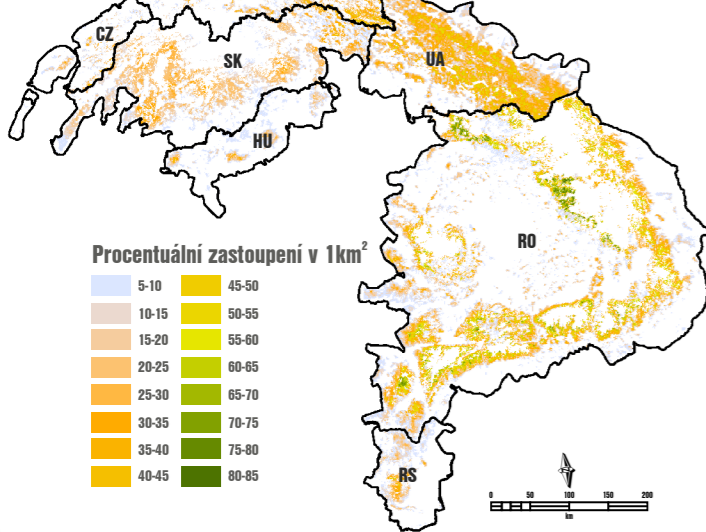 CZ
SK
UA
HU
RO
Procentuální zastoupení v 1km²
5-10 45-50
10-15 50-55
15-20 55-60
20-25 60-65
25-30 65-70
30-35 70-75
35-40 75-80
40-45 80-85
RS
0 50 100 150 200
km